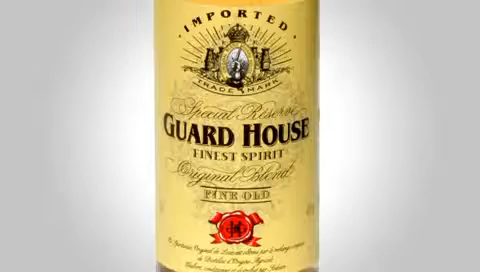 IMPORTED
TRADE MARK
Special Reserve
GUARD HOUSE
FINEST SPIRIT
Original Blend
FINE OLD